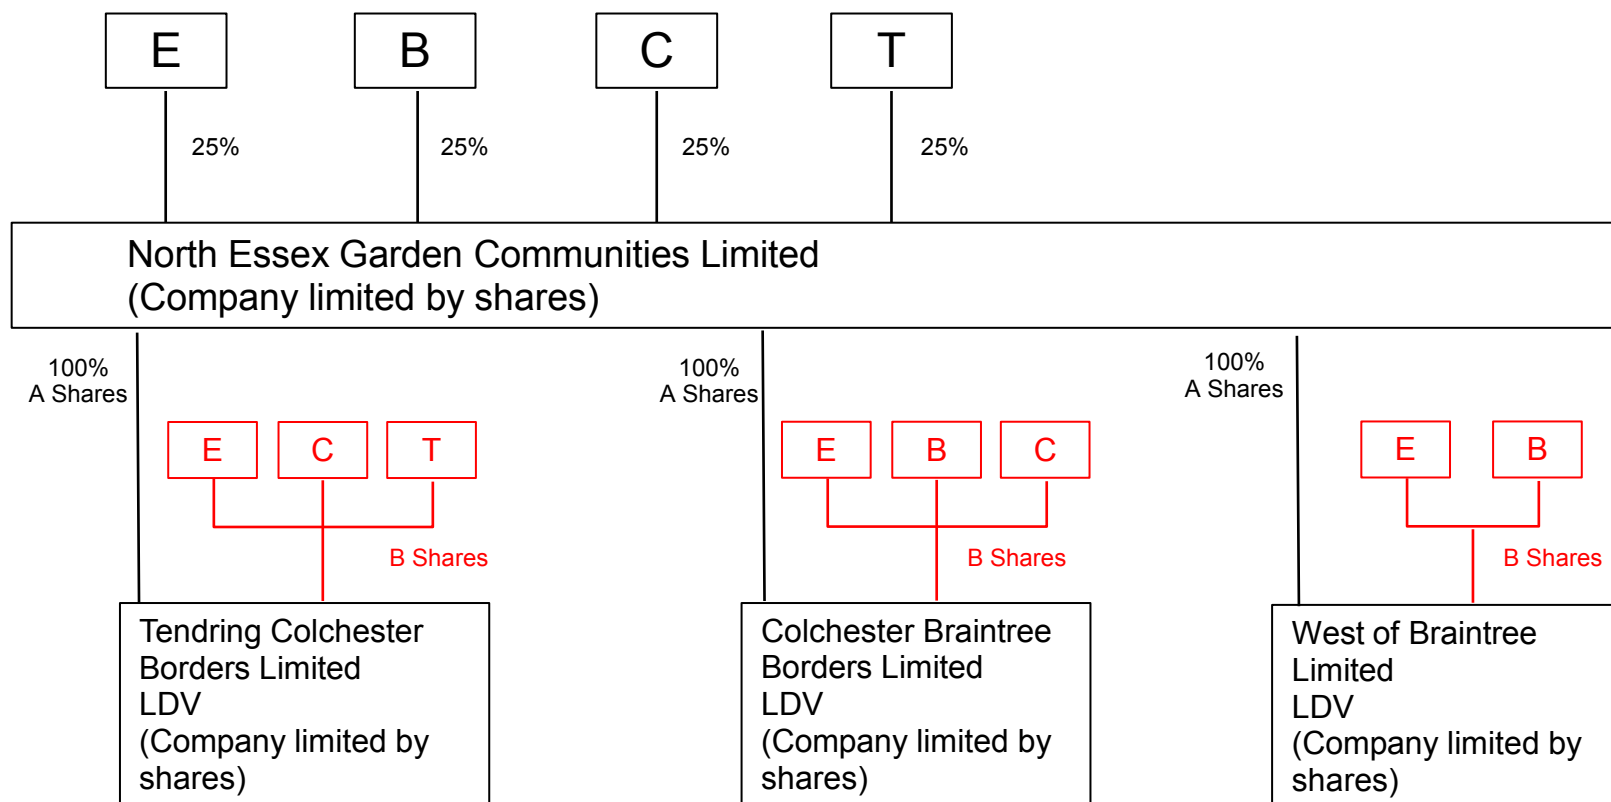 E
B
C
T
25%
25%
25%
25%
North Essex Garden Communities Limited
(Company limited by shares)
100%
A Shares
100%
A Shares
100%
A Shares
E
C
T
E
B
C
E
B
B Shares
B Shares
B Shares
Tendring Colchester
Borders Limited
LDV
(Company limited by
shares)
Colchester Braintree
Borders Limited
LDV
(Company limited by
shares)
West of Braintree
Limited
LDV
(Company limited by
shares)